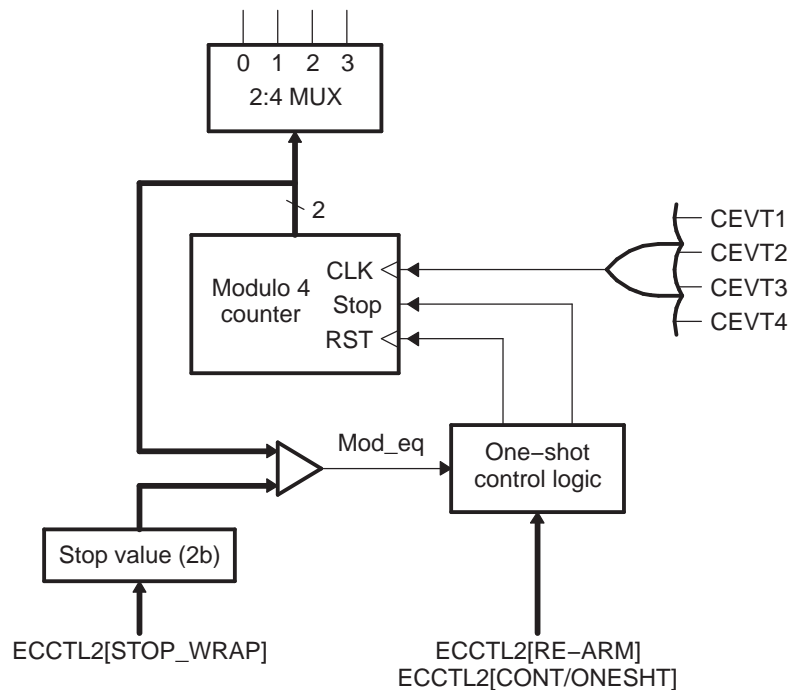 0 1 2 3
2:4 MUX
2
CEVT1
CLK
CEVT2
Modulo 4
counter
Stop
CEVT3
RST
CEVT4
Mod_eq
One−shot
control logic
Stop value (2b)
ECCTL2[STOP_WRAP]
ECCTL2[RE−ARM]
ECCTL2[CONT/ONESHT]